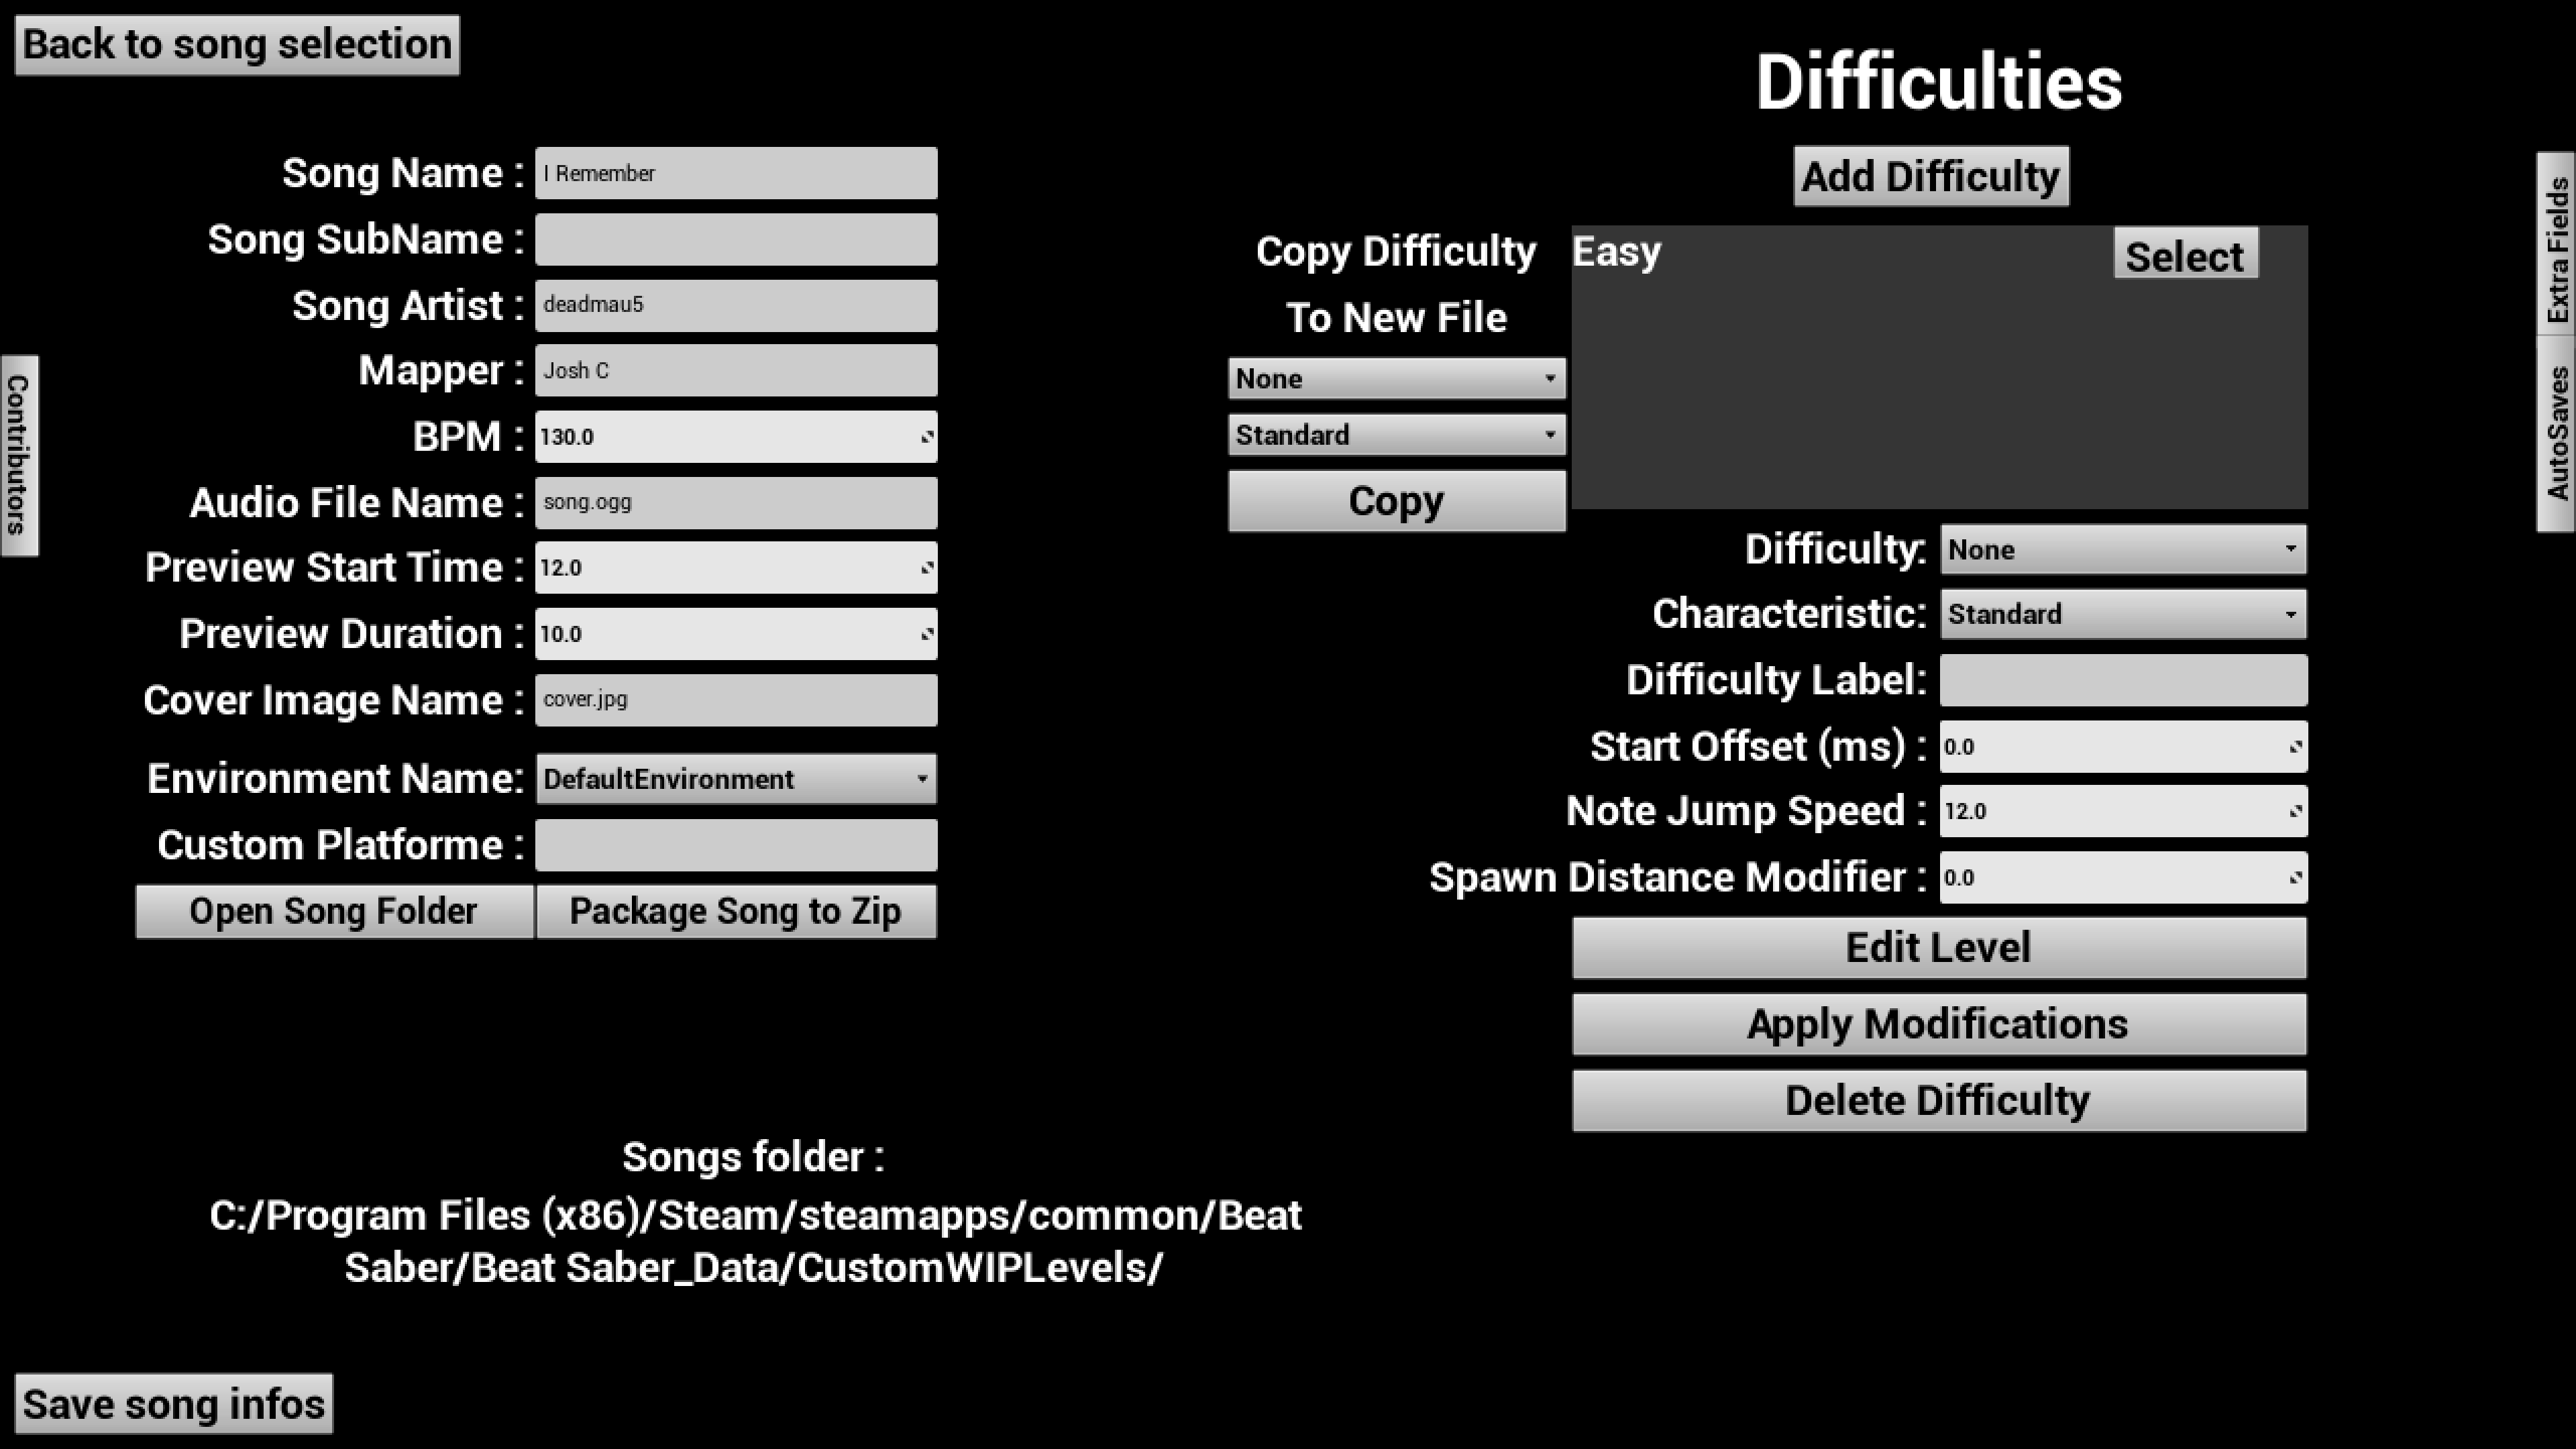 Back to song selection
Song Name : I Remember
Song SubName :
Song Artist : deadmau5
Mapper : Josh C
BPM : 130.0
Audio File Name : song.ogg
Preview Start Time : 12.0
Preview Duration : 10.0
Cover Image Name : cover.jpg
Environment Name: DefaultEnvironment
Custom Platforme :
Open Song Folder Package Song to Zip
Contributors
Songs folder :
C:/Program Files (x86)/Steam/steamapps/common/Beat
Saber/Beat Saber_Data/CustomWIPLevels/
Save song infos
Difficulties
Add Difficulty
Copy Difficulty
To New File
None
Standard
Copy
Easy Select
Difficulty: None
Characteristic: Standard
Difficulty Label:
Start Offset (ms) : 0.0
Note Jump Speed : 12.0
Spawn Distance Modifier : 0.0
Edit Level
Apply Modifications
Delete Difficulty
Extra Fields
AutoSaves